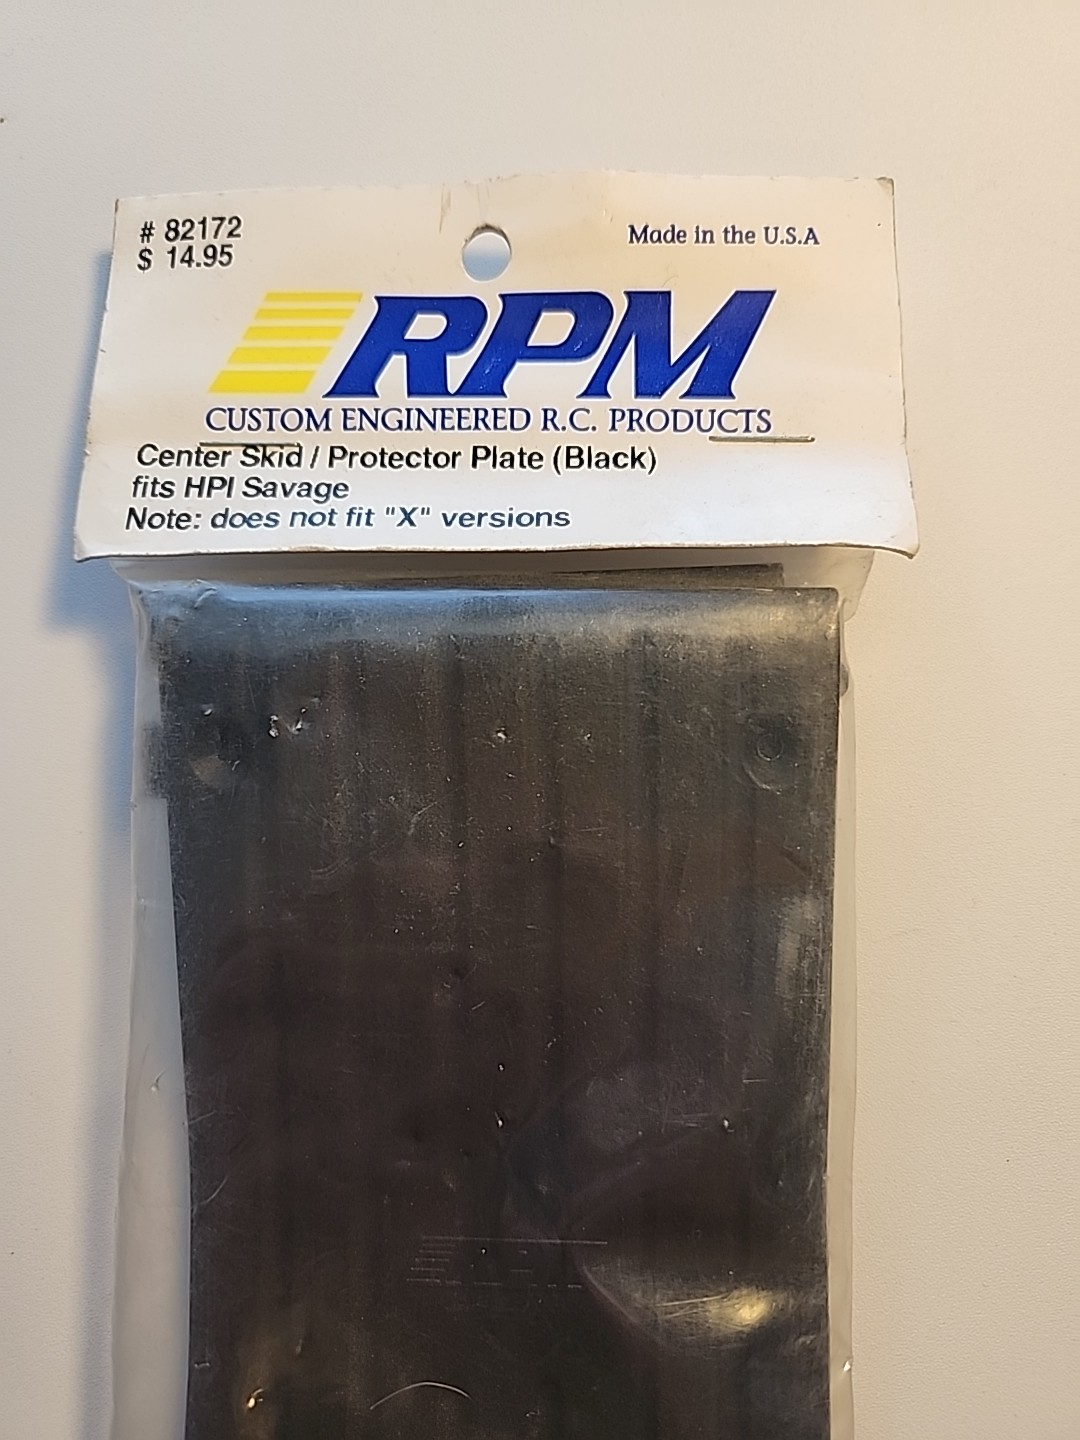 # 82172
$ 14.95
Made in the U.S.A
RPM
CUSTOM ENGINEERED R.C. PRODUCTS
Center Skid / Protector Plate (Black)
fits HPI Savage
Note: does not fit "X" versions